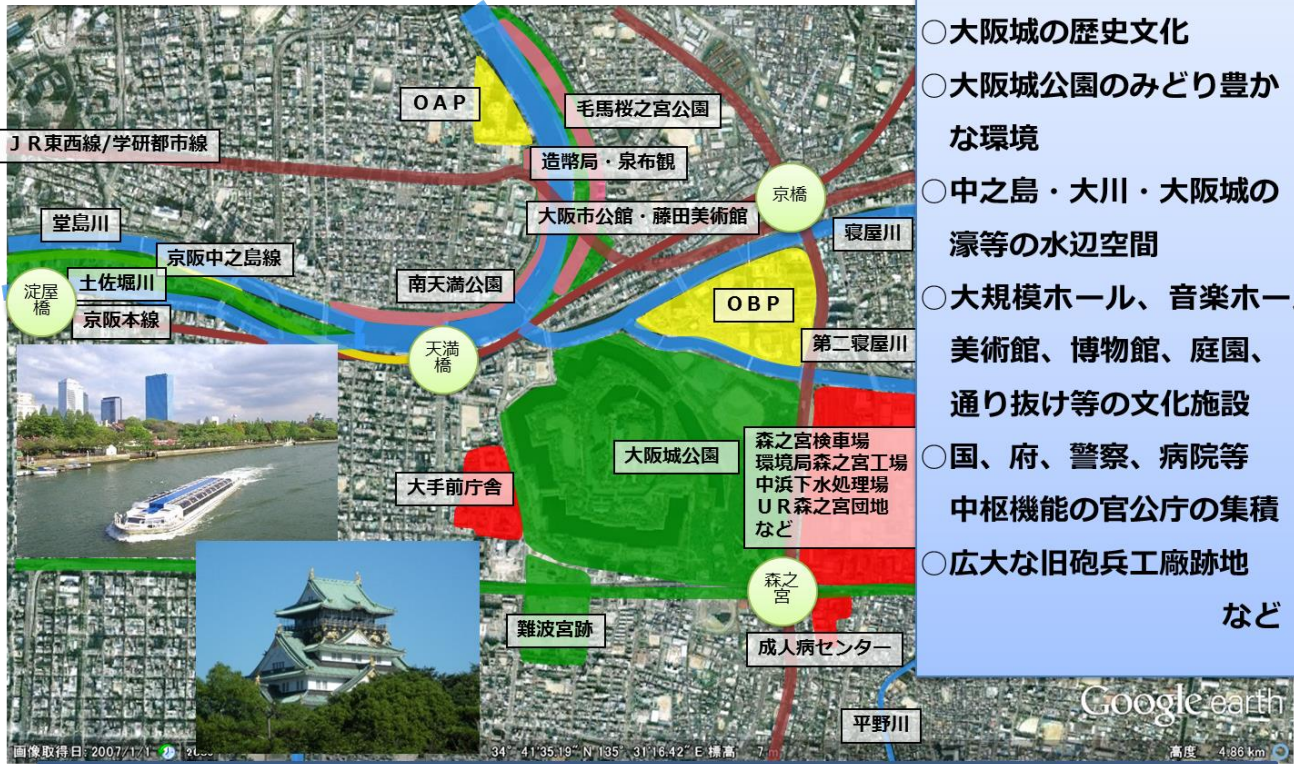 OAP
毛馬桜之宮公園
JR東西線/学研都市線
造幣局・泉布観
京橋
大阪市公館・藤田美術館
堂島川
寝屋川
京阪中之島線
土佐堀川
南天満公園
淀屋
橋
OBP
京阪本線
天満
橋
第二寝屋川
大阪城公園
森之宮検車場
環境局森之宮工場
中浜下水処理場
UR森之宮団地
など
大手前庁舎
森之
宮
難波宮跡
成人病センター
平野川
○大阪城の歴史文化
○大阪城公園のみどり豊か
な環境
○中之島・大川・大阪城の
濠等の水辺空間
○大規模ホール、音楽ホー
美術館、博物館、庭園、
通り抜け等の文化施設
○国、府、警察、病院等
中枢機能の官公庁の集積
○広大な旧砲兵工廠跡地
など
Google earth
画像取得日: 2007/1/1
34° 41'35.19" N 135° 31'16.42" E 標高 7 m
高度 4.86 km